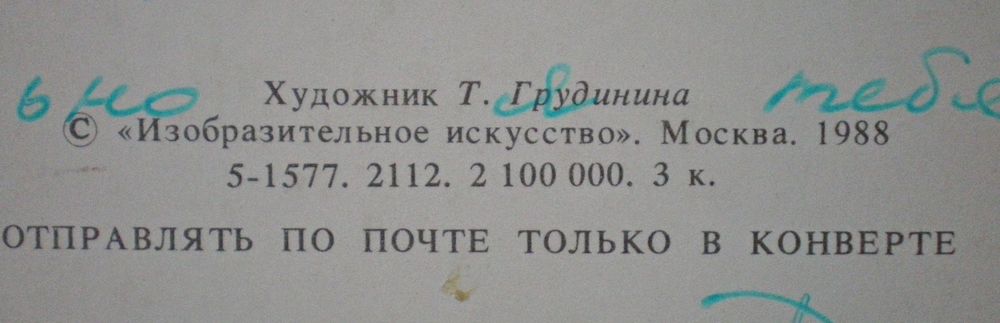 Художник Т. Грудинина
© «Изобразительное искусство». Москва. 1988
5-1577. 2112. 2 100 000. 3 к.
ОТПРАВЛЯТЬ ПО ПОЧТЕ ТОЛЬКО В КОНВЕРТЕ